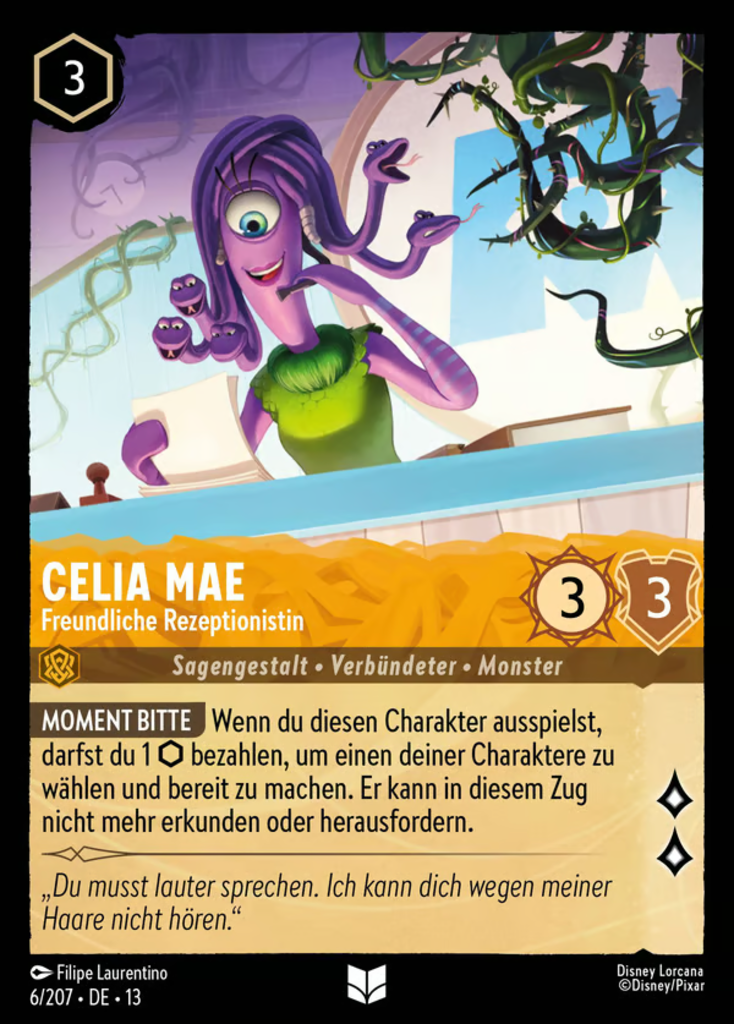 3
CELIA MAE
Freundliche Rezeptionistin
3
3
Sagengestalt • Verbündeter • Monster
MOMENT BITTE Wenn du diesen Charakter ausspielst,
darfst du 1 ⬡ bezahlen, um einen deiner Charaktere zu
wählen und bereit zu machen. Er kann in diesem Zug
nicht mehr erkunden oder herausfordern.
„Du musst lauter sprechen. Ich kann dich wegen meiner
Haare nicht hören.“
Filipe Laurentino
6/207 • DE • 13
Disney Lorcana
©Disney/Pixar